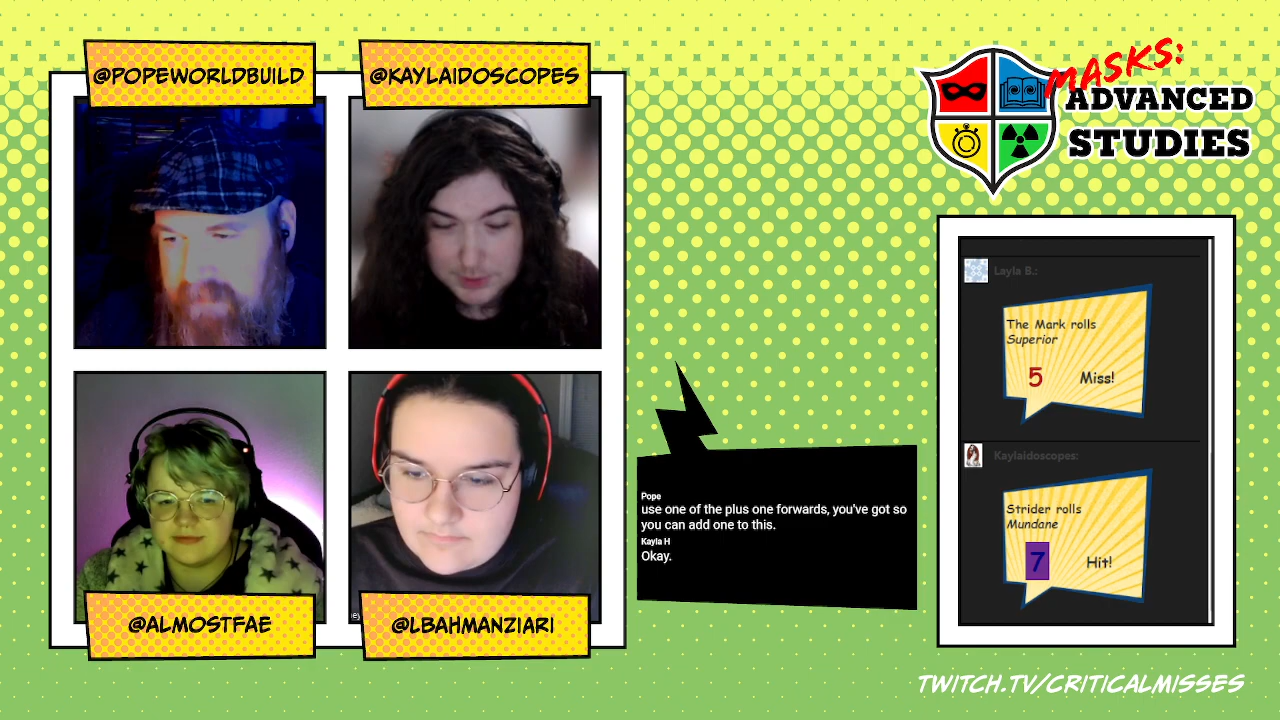 @POPEWORLDBUILD
@KAYLAIDOSCOPES
@ALMOSTFAE
@LBAHMANZIARI
MASKS:
ADVANCED
STUDIES
Pope
use one of the plus one forwards, you've got so
you can add one to this.
Kayla H
Okay.
Layla B.:
The Mark rolls
Superior
5 Miss!
Kaylaidoscopes:
Strider rolls
Mundane
7 Hit!
TWITCH.TV/CRITICALMISSES